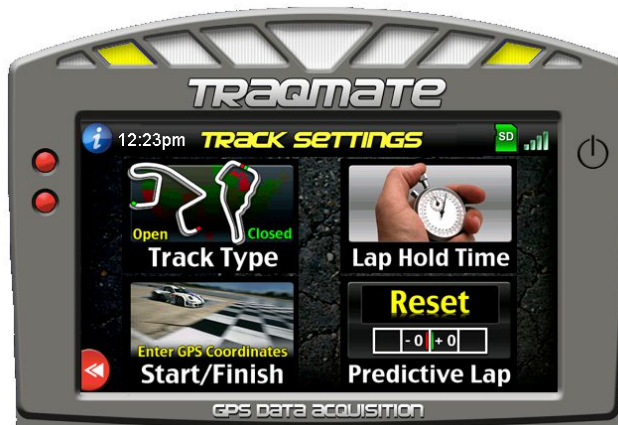 TRAQMATE
i 12:23pm TRACK SETTINGS SD
Open Closed
Track Type
Lap Hold Time
Enter GPS Coordinates
Start/Finish
Reset
- 0 + 0
Predictive Lap
GPS DATA ACQUISITION